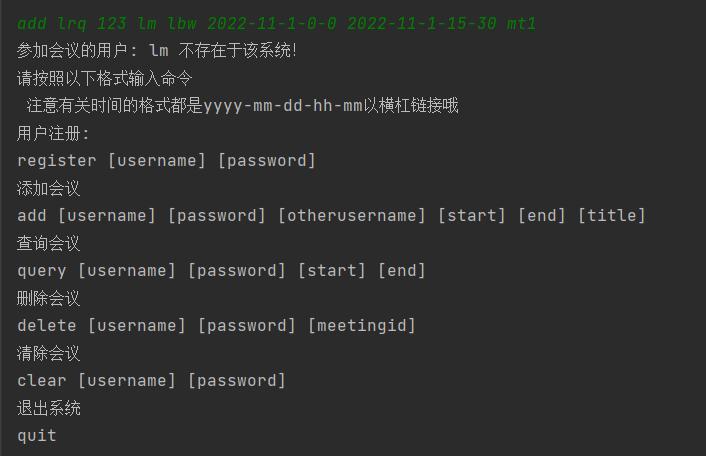 add lrq 123 lm lbw 2022-11-1-0-0 2022-11-1-15-30 mt1
参加会议的用户: lm 不存在于该系统!
请按照以下格式输入命令
注意有关时间的格式都是yyyy-mm-dd-hh-mm以横杠链接哦
用户注册:
register [username] [password]
添加会议
add [username] [password] [otherusername] [start] [end] [title]
查询会议
query [username] [password] [start] [end]
删除会议
delete [username] [password] [meetingid]
清除会议
clear [username] [password]
退出系统
quit